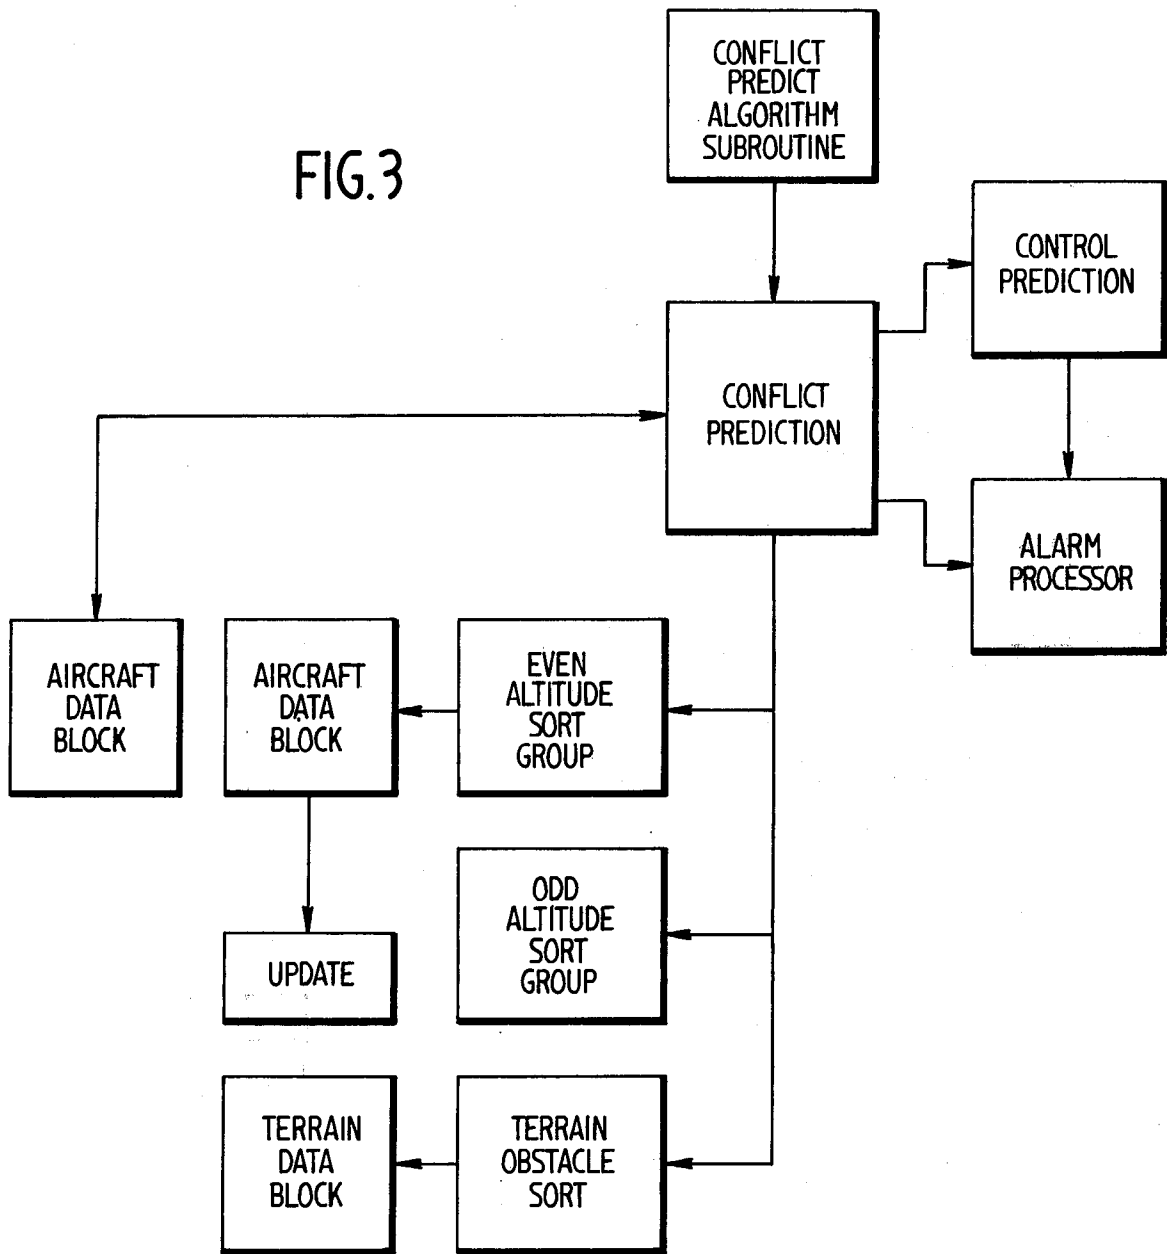 CONFLICT
PREDICT
ALGORITHM
SUBROUTINE
FIG.3
CONTROL
PREDICTION
CONFLICT
PREDICTION
ALARM
PROCESSOR
AIRCRAFT
DATA
BLOCK
AIRCRAFT
DATA
BLOCK
EVEN
ALTITUDE
SORT
GROUP
ODD
ALTITUDE
SORT
GROUP
UPDATE
TERRAIN
DATA
BLOCK
TERRAIN
OBSTACLE
SORT